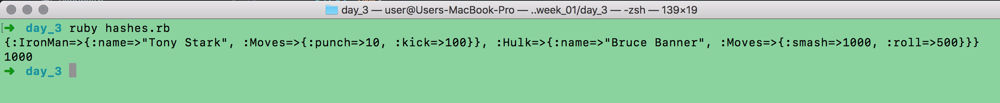 day_3 — user@Users-MacBook-Pro — ..week_01/day_3 — -zsh — 139×19
[➜ day_3 ruby hashes.rb
{:IronMan=>{:name=>"Tony Stark", :Moves=>{:punch=>10, :kick=>100}}, :Hulk=>{:name=>"Bruce Banner", :Moves=>{:smash=>1000, :roll=>500}}}
1000
➜ day_3